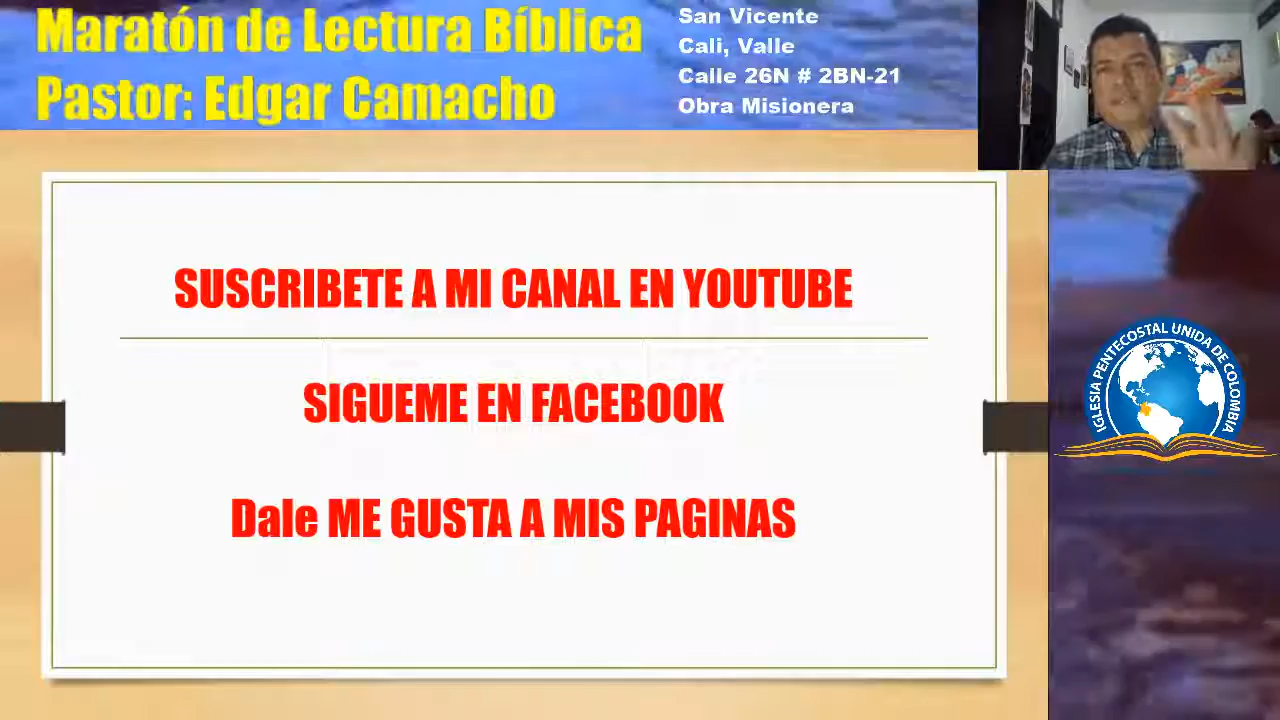 Maratón de Lectura Bíblica
Pastor: Edgar Camacho
San Vicente
Cali, Valle
Calle 26N # 2BN-21
Obra Misionera
SUSCRIBETE A MI CANAL EN YOUTUBE
SIGUEME EN FACEBOOK
Dale ME GUSTA A MIS PAGINAS
IGLESIA PENTECOSTAL UNIDA DE COLOMBIA